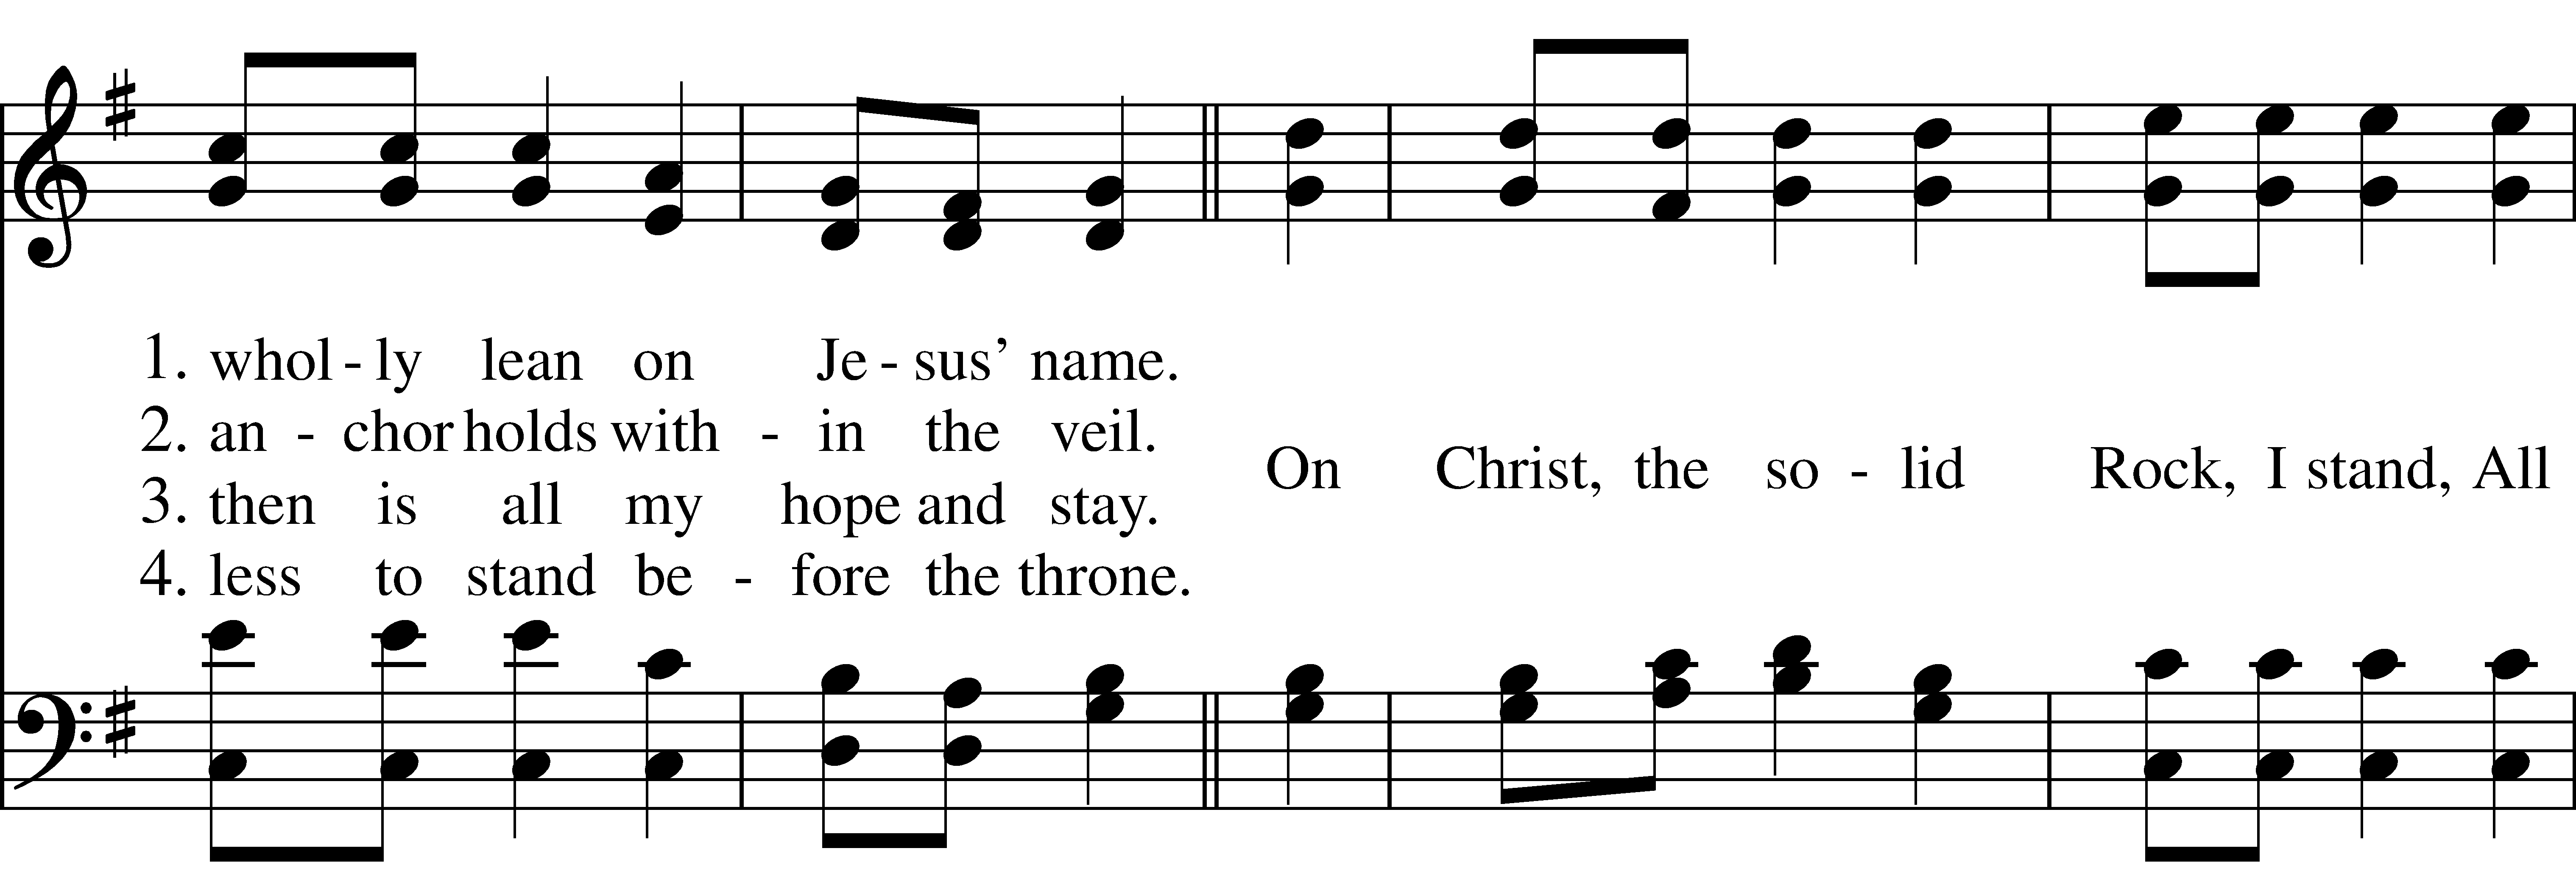 1. whol - ly lean on Je - sus’ name.
2. an - chor holds with - in the veil.
On Christ, the so - lid Rock, I stand, All
3. then is all my hope and stay.
4. less to stand be - fore the throne.